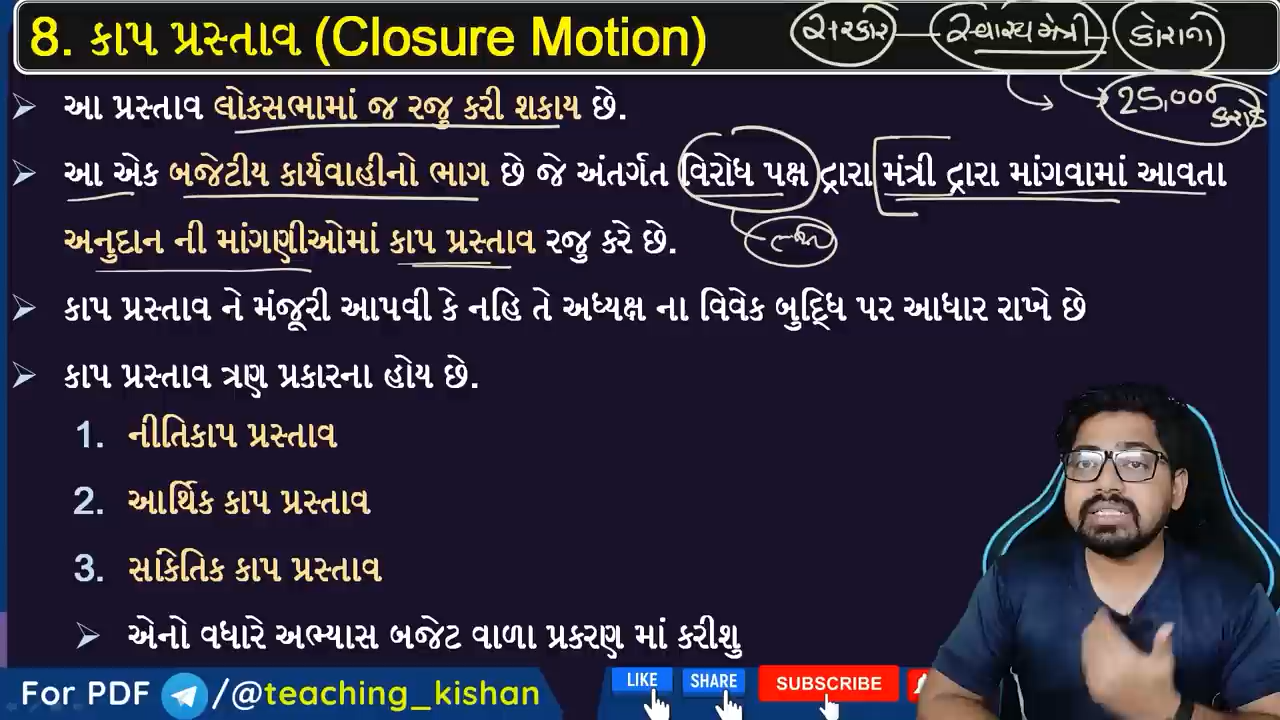 8. કાપ પ્રસ્તાવ (Closure Motion)
સરકાર સ્વાસ્થ્ય મંત્રી કોરોના
25,000 કરોડ
આ પ્રસ્તાવ લોકસભામાં જ રજુ કરી શકાય છે.
આ એક બજેટીય કાર્યવાહીનો ભાગ છે જે અંતર્ગત વિરોધ પક્ષ દ્વારા મંત્રી દ્વારા માંગવામાં આવતા
અનુદાન ની માંગણીઓમાં કાપ પ્રસ્તાવ રજુ કરે છે.
કાપ પ્રસ્તાવ ને મંજૂરી આપવી કે નહિ તે અધ્યક્ષ ના વિવેક બુદ્ધિ પર આધાર રાખે છે
કાપ પ્રસ્તાવ ત્રણ પ્રકારના હોય છે.
1. નીતિકાપ પ્રસ્તાવ
2. આર્થિક કાપ પ્રસ્તાવ
3. સાંકેતિક કાપ પ્રસ્તાવ
એનો વધારે અભ્યાસ બજેટ વાળા પ્રકરણ માં કરીશુ
For PDF /@teaching_kishan
LIKE SHARE SUBSCRIBE